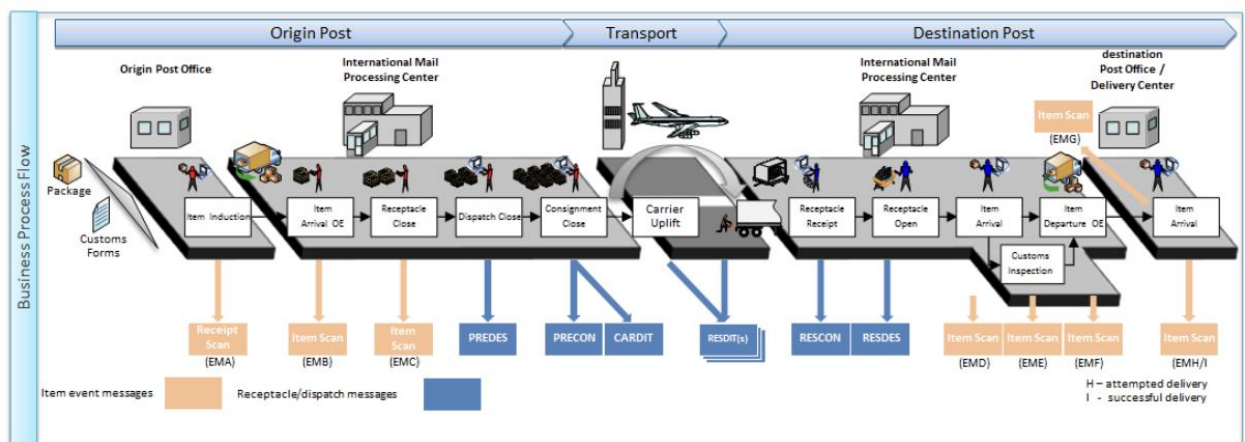 Business Process Flow
Origin Post
Transport
Destination Post
Origin Post Office
International Mail
Processing Center
International Mail
Processing Center
destination
Post Office /
Delivery Center
Item Scan
(EMG)
Package
Customs
Forms
Item Induction
Item
Arrival OE
Receptacle
Close
Dispatch Close
Consignment
Close
Carrier
Uplift
Receptacle
Receipt
Receptacle
Open
Item
Arrival
Item
Departure OE
Item
Arrival
Customs
Inspection
Receipt
Scan
(EMA)
Item Scan
(EMB)
Item
Scan
(EMC)
PREDES
PRECON
CARDIT
RESDIT(s)
RESCON
RESDES
Item Scan
(EMD)
Item Scan
(EME)
Item Scan
(EMF)
Item Scan
(EMH/I
H – attempted delivery
I - successful delivery
Item event messages
Receptacle/dispatch messages